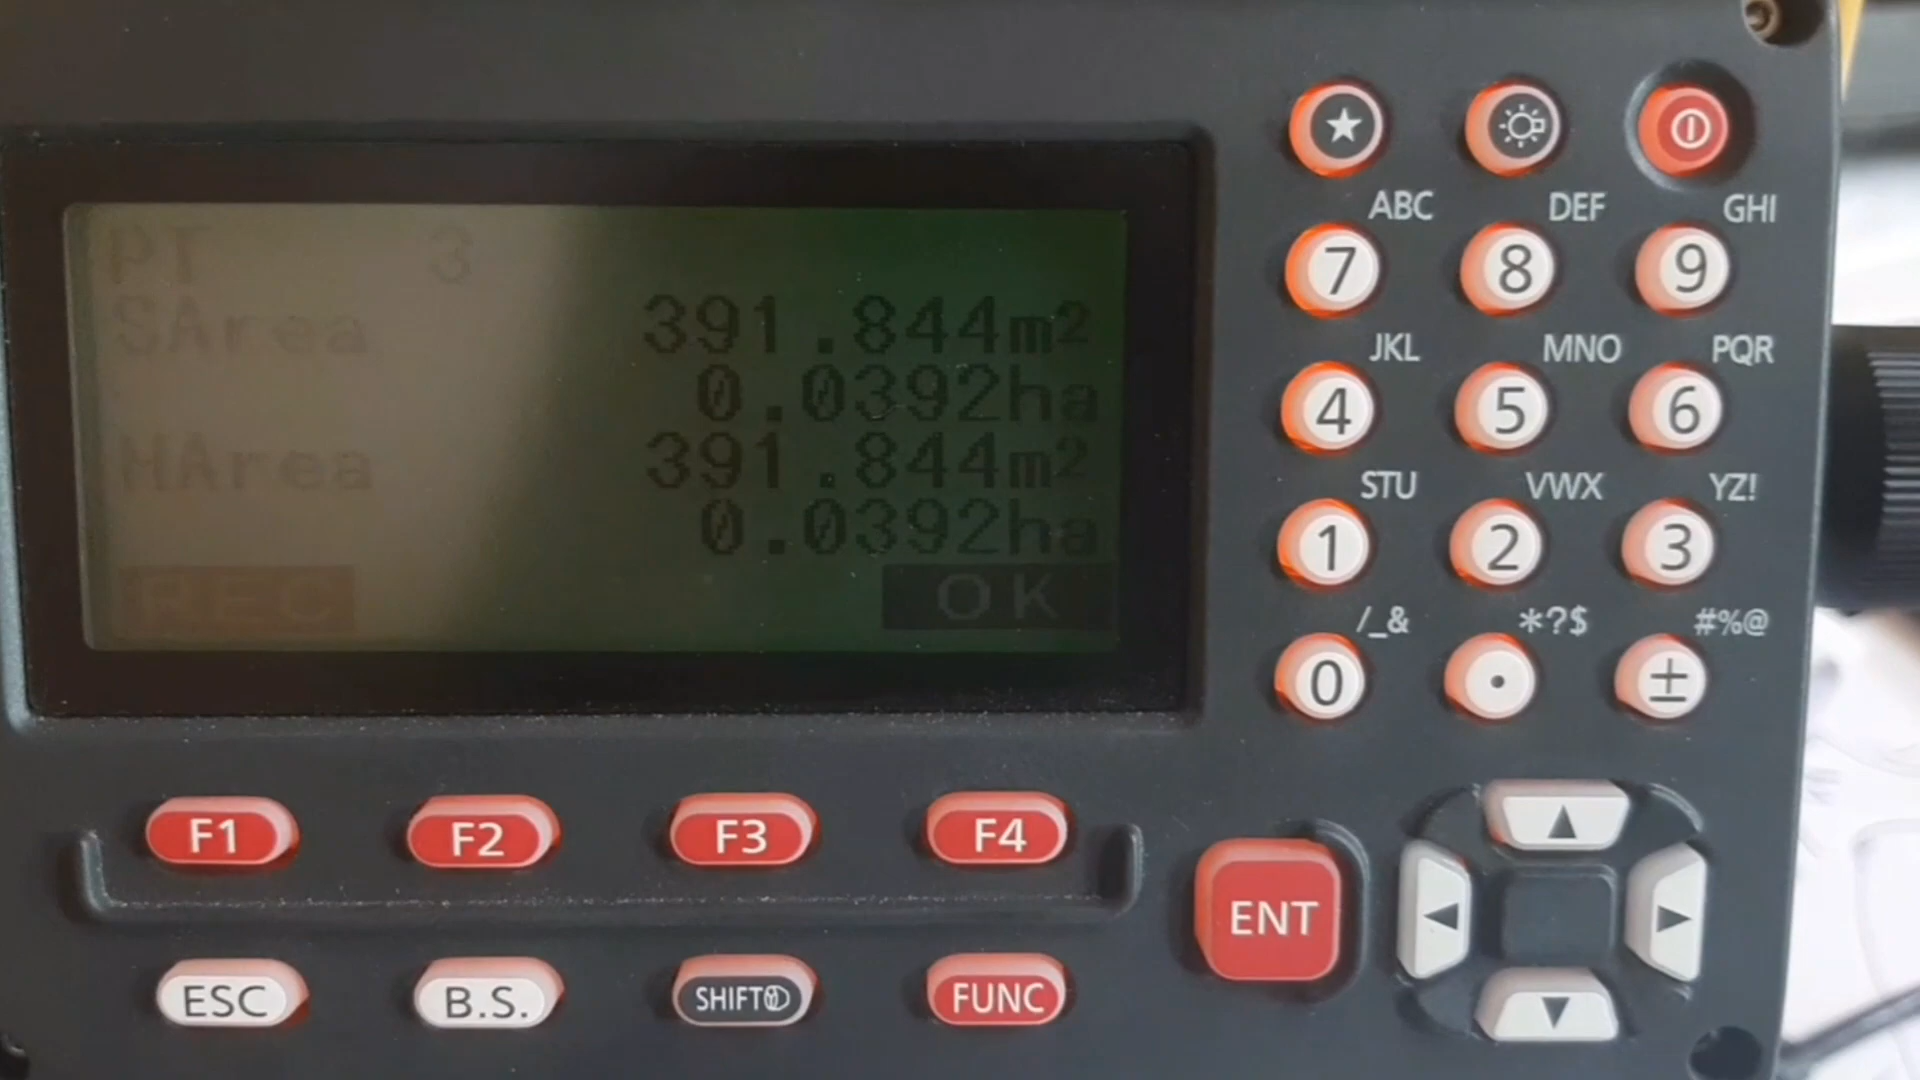 PT 3
SArea 391.844m2
0.0392ha
HArea 391.844m2
0.0392ha
REC OK
ABC DEF GHI
7 8 9
JKL MNO PQR
4 5 6
STU VWX YZ!
1 2 3
/_& *?$ #%@
0 • ±
F1 F2 F3 F4
ENT
ESC B.S. SHIFT FUNC